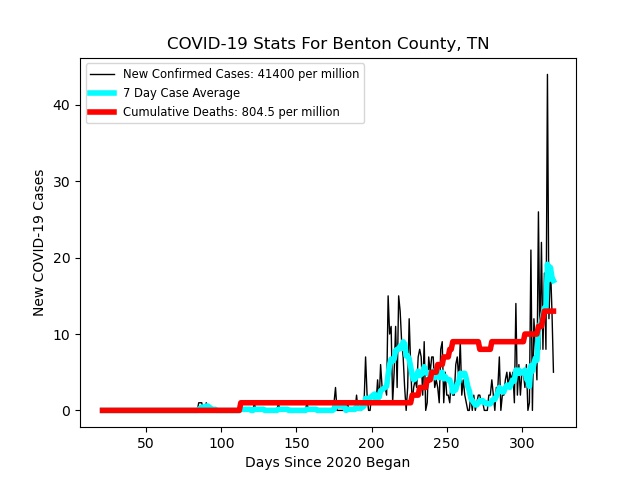 COVID-19 Stats For Benton County, TN
New Confirmed Cases: 41400 per million
7 Day Case Average
Cumulative Deaths: 804.5 per million
New COVID-19 Cases
40
30
20
10
0
50 100 150 200 250 300
Days Since 2020 Began